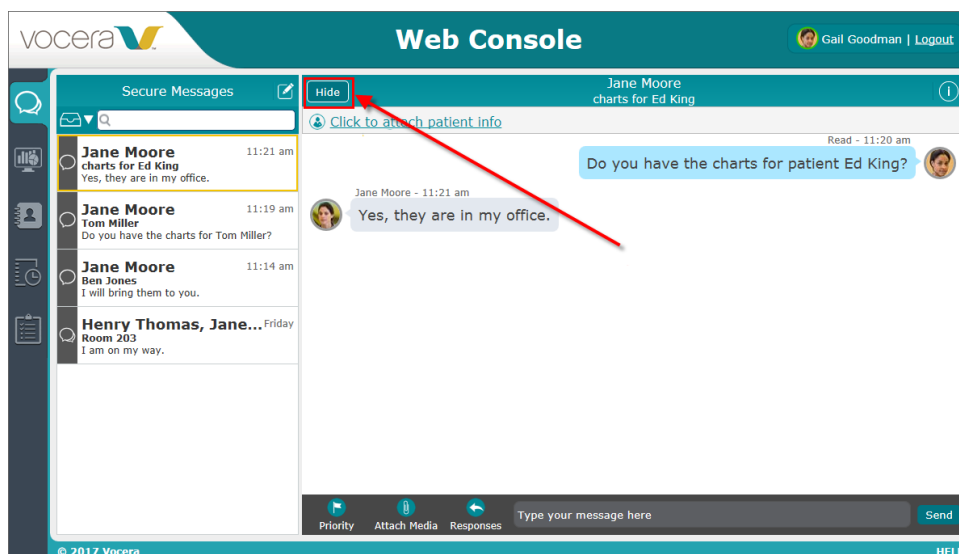 vocera
Web Console
Gail Goodman | Logout
Secure Messages
Hide
Jane Moore
charts for Ed King
Click to attach patient info
Jane Moore 11:21 am
charts for Ed King
Yes, they are in my office.
Jane Moore 11:19 am
Tom Miller
Do you have the charts for Tom Miller?
Jane Moore 11:14 am
Ben Jones
I will bring them to you.
Henry Thomas, Jane... Friday
Room 203
I am on my way.
Read - 11:20 am
Do you have the charts for patient Ed King?
Jane Moore - 11:21 am
Yes, they are in my office.
Priority
Attach Media
Responses
Type your message here
Send
© 2017 Vocera
HEL